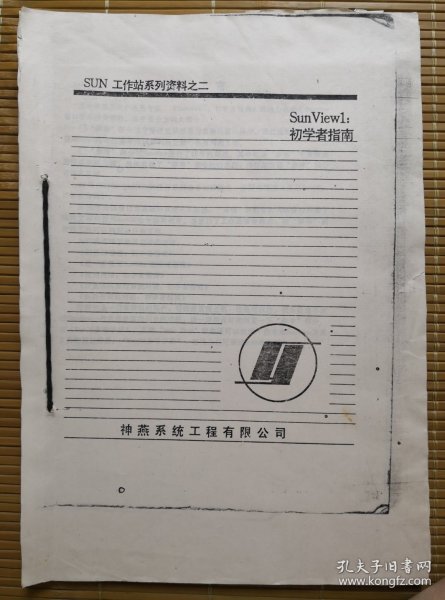 SUN 工作站系列资料之二
SunView1:
初学者指南
神燕系统工程有限公司
孔夫子旧书网
www.kongfz.com